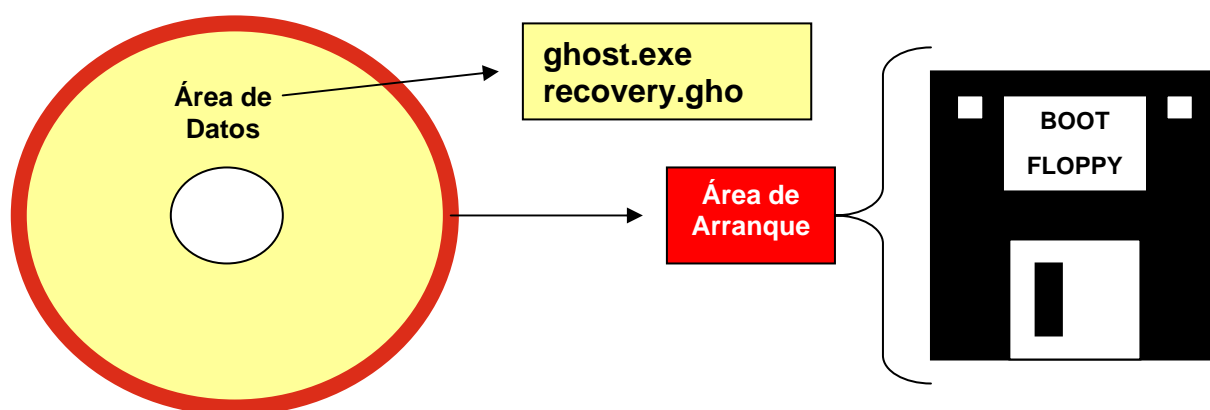 Área de
Datos
ghost.exe
recovery.gho
Área de
Arranque
BOOT
FLOPPY